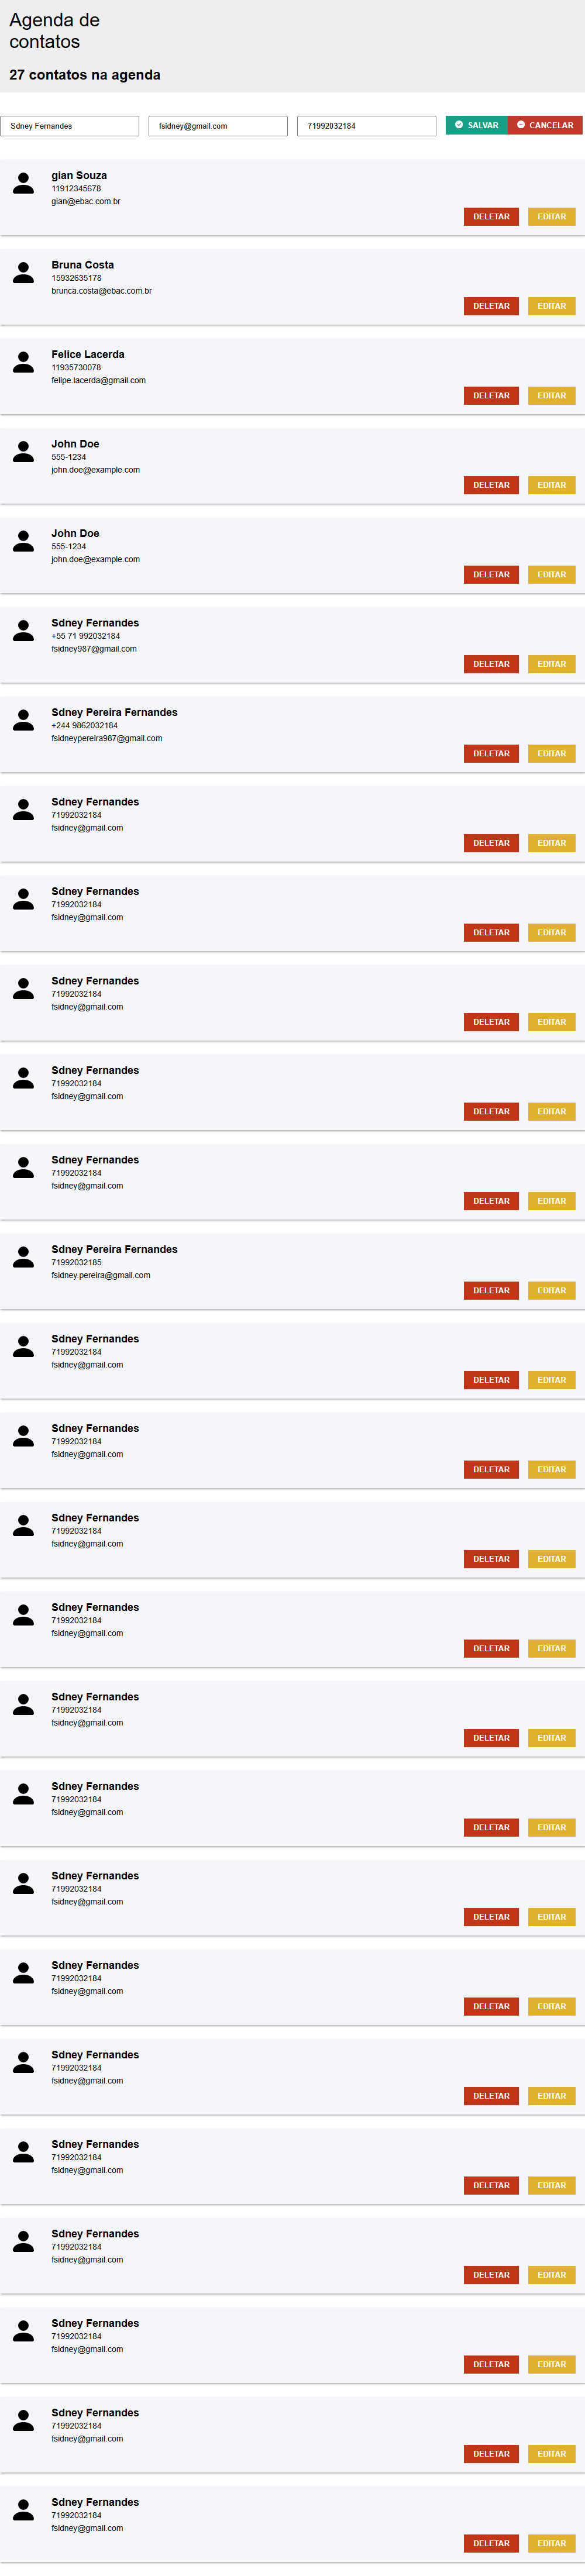 Agenda de
contatos
27 contatos na agenda
Sdney Fernandes fsidney@gmail.com 71992032184 SALVAR CANCELAR
gian Souza
11912345678
gian@ebac.com.br
DELETAR EDITAR
Bruna Costa
15932635178
brunca.costa@ebac.com.br
DELETAR EDITAR
Felice Lacerda
11935730078
felipe.lacerda@gmail.com
DELETAR EDITAR
John Doe
555-1234
john.doe@example.com
DELETAR EDITAR
John Doe
555-1234
john.doe@example.com
DELETAR EDITAR
Sdney Fernandes
+55 71 992032184
fsidney987@gmail.com
DELETAR EDITAR
Sdney Pereira Fernandes
+244 9862032184
fsidneypereira987@gmail.com
DELETAR EDITAR
Sdney Fernandes
71992032184
fsidney@gmail.com
DELETAR EDITAR
Sdney Fernandes
71992032184
fsidney@gmail.com
DELETAR EDITAR
Sdney Fernandes
71992032184
fsidney@gmail.com
DELETAR EDITAR
Sdney Fernandes
71992032184
fsidney@gmail.com
DELETAR EDITAR
Sdney Fernandes
71992032184
fsidney@gmail.com
DELETAR EDITAR
Sdney Pereira Fernandes
71992032185
fsidney.pereira@gmail.com
DELETAR EDITAR
Sdney Fernandes
71992032184
fsidney@gmail.com
DELETAR EDITAR
Sdney Fernandes
71992032184
fsidney@gmail.com
DELETAR EDITAR
Sdney Fernandes
71992032184
fsidney@gmail.com
DELETAR EDITAR
Sdney Fernandes
71992032184
fsidney@gmail.com
DELETAR EDITAR
Sdney Fernandes
71992032184
fsidney@gmail.com
DELETAR EDITAR
Sdney Fernandes
71992032184
fsidney@gmail.com
DELETAR EDITAR
Sdney Fernandes
71992032184
fsidney@gmail.com
DELETAR EDITAR
Sdney Fernandes
71992032184
fsidney@gmail.com
DELETAR EDITAR
Sdney Fernandes
71992032184
fsidney@gmail.com
DELETAR EDITAR
Sdney Fernandes
71992032184
fsidney@gmail.com
DELETAR EDITAR
Sdney Fernandes
71992032184
fsidney@gmail.com
DELETAR EDITAR
Sdney Fernandes
71992032184
fsidney@gmail.com
DELETAR EDITAR
Sdney Fernandes
71992032184
fsidney@gmail.com
DELETAR EDITAR
Sdney Fernandes
71992032184
fsidney@gmail.com
DELETAR EDITAR